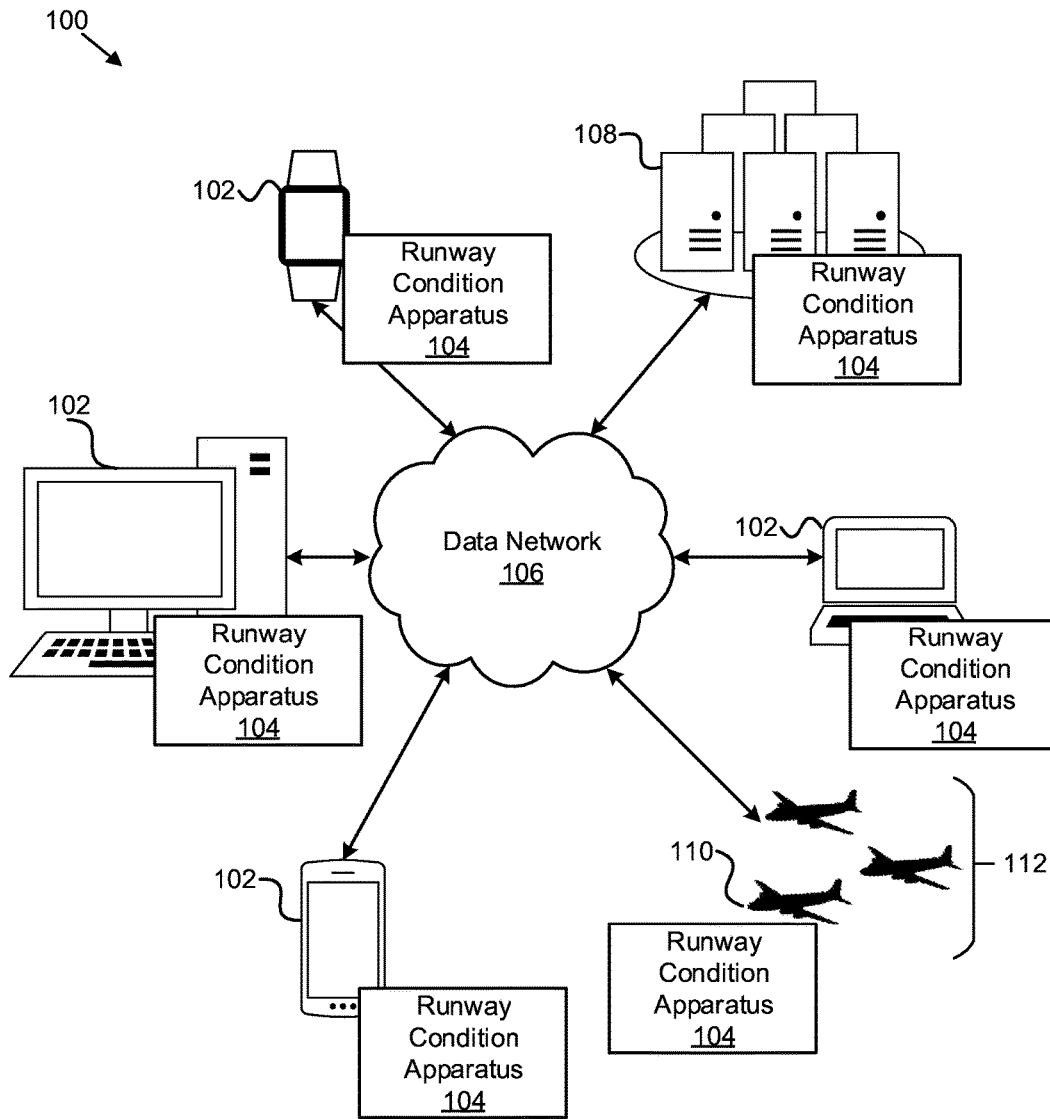 100
108
102
Runway
Condition
Apparatus
104
Runway
Condition
Apparatus
104
102
Data Network
106
102
Runway
Condition
Apparatus
104
Runway
Condition
Apparatus
104
110
112
102
Runway
Condition
Apparatus
104
Runway
Condition
Apparatus
104